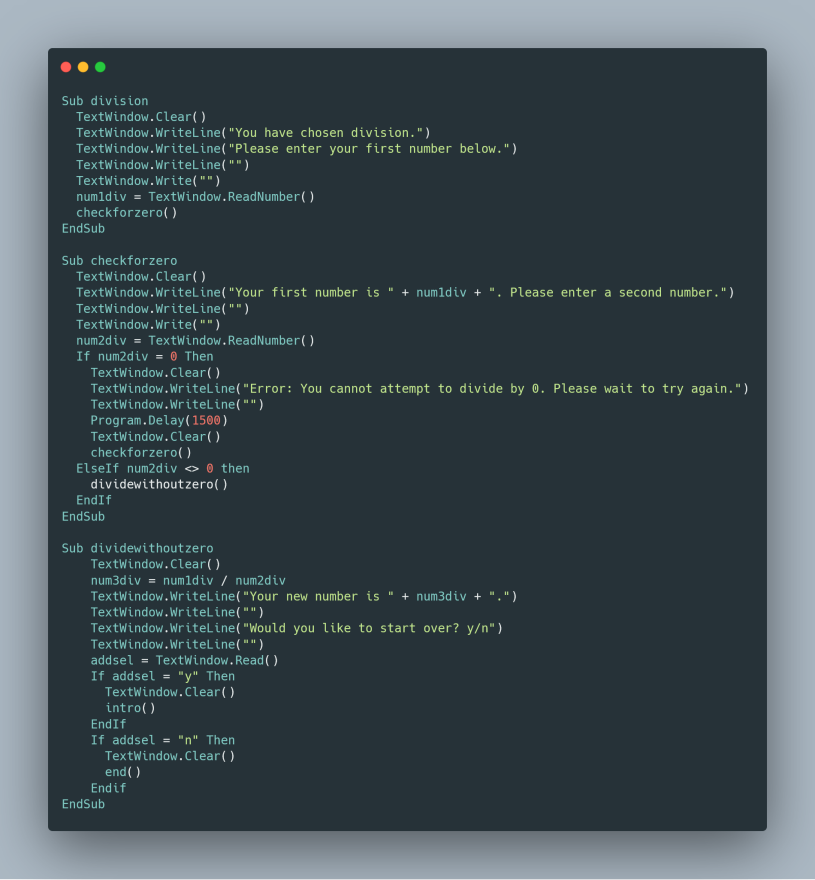 Sub division
  TextWindow.Clear()
  TextWindow.WriteLine("You have chosen division.")
  TextWindow.WriteLine("Please enter your first number below.")
  TextWindow.WriteLine("")
  TextWindow.Write("")
  num1div = TextWindow.ReadNumber()
  checkforzero()
EndSub

Sub checkforzero
  TextWindow.Clear()
  TextWindow.WriteLine("Your first number is " + num1div + ". Please enter a second number.")
  TextWindow.WriteLine("")
  TextWindow.Write("")
  num2div = TextWindow.ReadNumber()
  If num2div = 0 Then
    TextWindow.Clear()
    TextWindow.WriteLine("Error: You cannot attempt to divide by 0. Please wait to try again.")
    TextWindow.WriteLine("")
    Program.Delay(1500)
    TextWindow.Clear()
    checkforzero()
  ElseIf num2div <> 0 then
    dividewithoutzero()
  EndIf
EndSub

Sub dividewithoutzero
    TextWindow.Clear()
    num3div = num1div / num2div
    TextWindow.WriteLine("Your new number is " + num3div + ".")
    TextWindow.WriteLine("")
    TextWindow.WriteLine("Would you like to start over? y/n")
    TextWindow.WriteLine("")
    addsel = TextWindow.Read()
    If addsel = "y" Then
      TextWindow.Clear()
      intro()
    EndIf
    If addsel = "n" Then
      TextWindow.Clear()
      end()
    Endif
EndSub